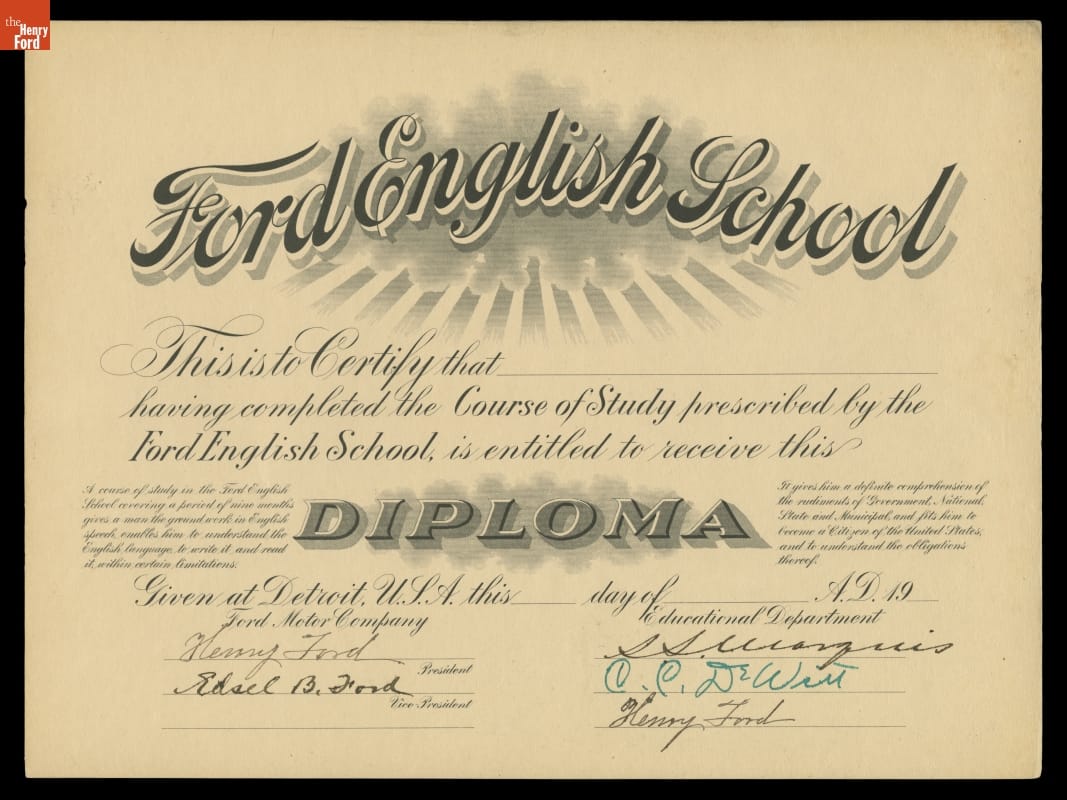 the
Henry
Ford
Ford English School
This is to Certify that
having completed the Course of Study prescribed by the
Ford English School, is entitled to receive this
A course of study in the Ford English
School covering a period of nine months
gives a man the ground work in English
speech, enables him to understand the
English language, to write it and read
it, within certain limitations.
DIPLOMA
It gives him a definite comprehension of
the rudiments of Government, National,
State and Municipal, and fits him to
become a Citizen of the United States,
and to understand the obligations
thereof.
Given at Detroit, U.S.A. this day of A.D. 19
Ford Motor Company
Educational Department
Henry Ford
President
Edsel B. Ford
Vice-President
S. S. Marquis
C. C. DeWitt
Henry Ford